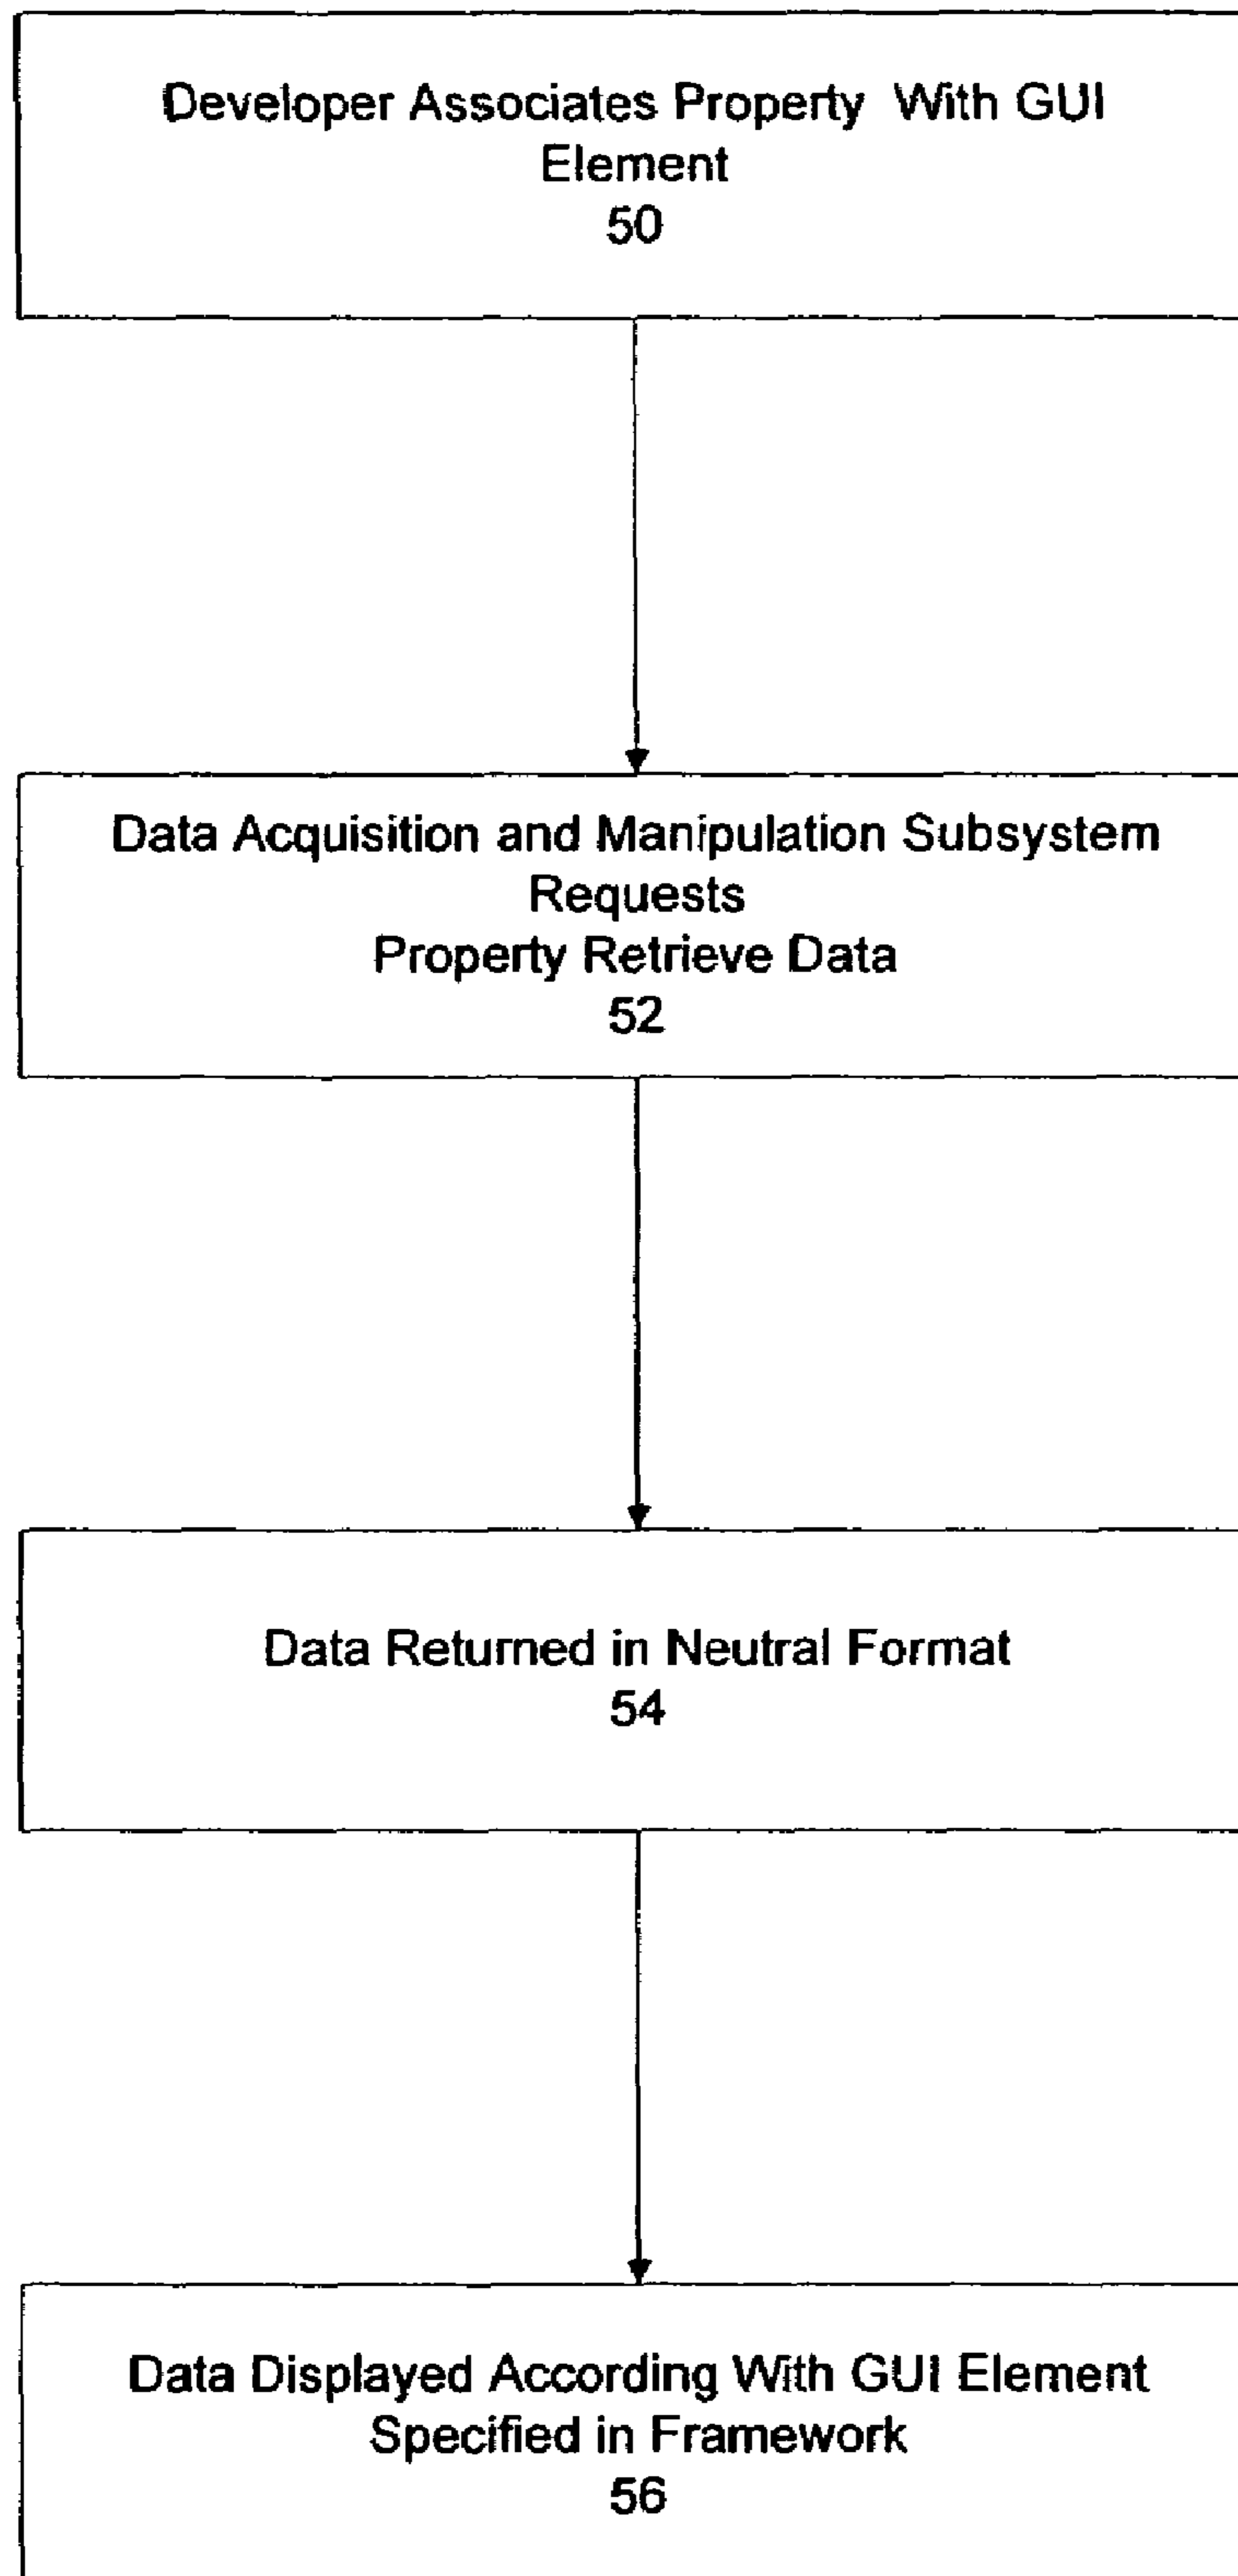 Developer Associates Property With GUI
Element
50
Data Acquisition and Manipulation Subsystem
Requests
Property Retrieve Data
52
Data Returned in Neutral Format
54
Data Displayed According With GUI Element
Specified in Framework
56